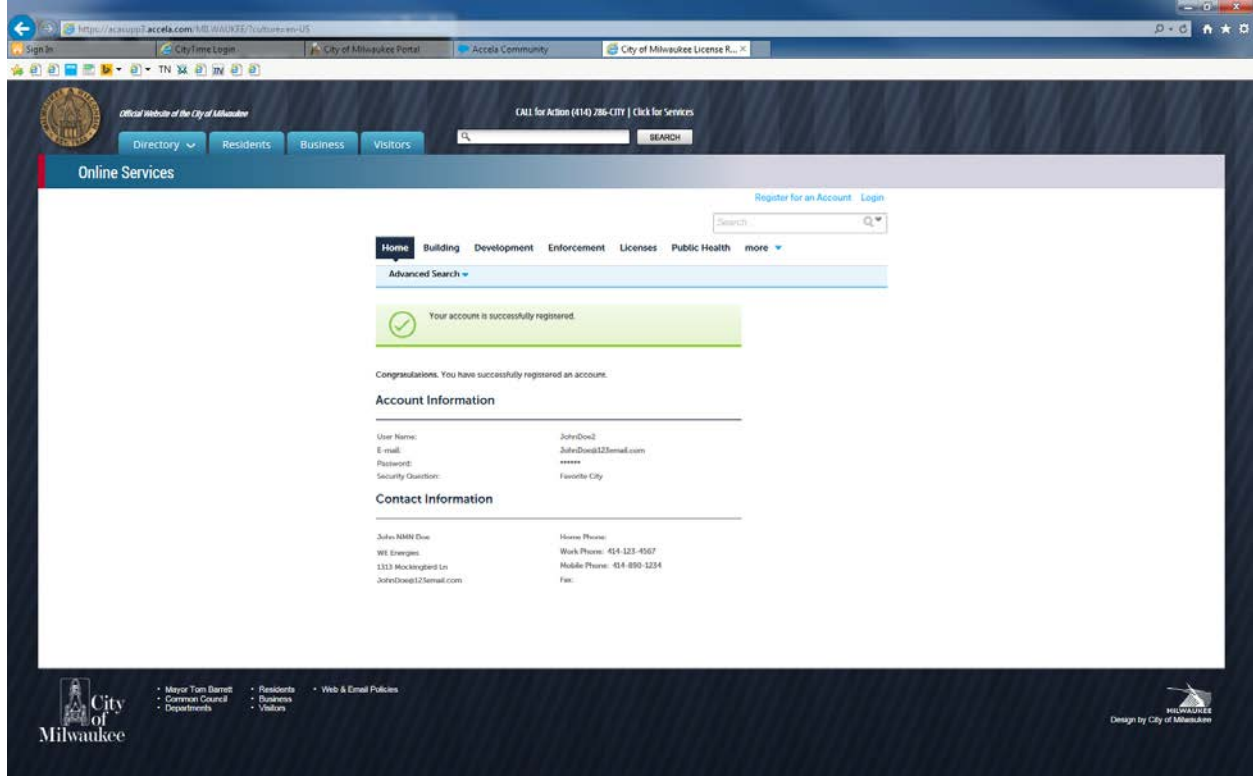 https://acasupp3.accela.com/MILWAUKEE/?culture=en-US
Sign In
CityTime Login
City of Milwaukee Portal
Accela Community
City of Milwaukee License R...
TN
Official Website of the City of Milwaukee
CALL for Action (414) 286-CITY | Click for Services
SEARCH
Directory
Residents
Business
Visitors
Online Services
Register for an Account Login
Search
Home Building Development Enforcement Licenses Public Health more
Advanced Search
Your account is successfully registered.
Congratulations. You have successfully registered an account.
Account Information
User Name: JohnDoe2
E-mail: JohnDoe@123email.com
Password: ******
Security Question: Favorite City
Contact Information
John NMN Doe Home Phone:
WE Energies Work Phone: 414-123-4567
1313 Mockingbird Ln Mobile Phone: 414-890-1234
JohnDoe@123email.com Fax:
City
of
Milwaukee
• Mayor Tom Barrett • Residents • Web & Email Policies
• Common Council • Business
• Departments • Visitors
MILWAUKEE
Design by City of Milwaukee